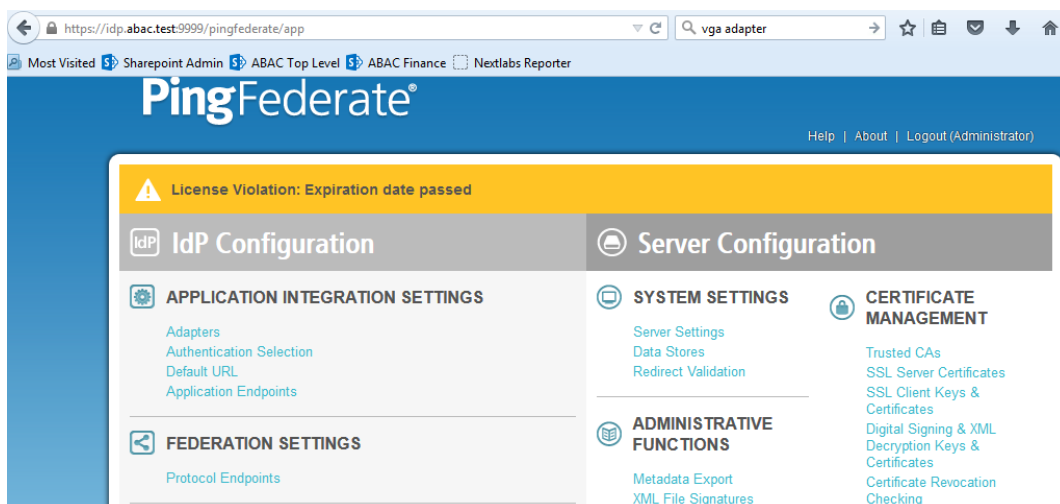 https://idp.abac.test:9999/pingfederate/app
vga adapter
Most Visited Sharepoint Admin ABAC Top Level ABAC Finance Nextlabs Reporter
PingFederate®
Help | About | Logout (Administrator)
License Violation: Expiration date passed
IdP IdP Configuration
APPLICATION INTEGRATION SETTINGS
Adapters
Authentication Selection
Default URL
Application Endpoints
FEDERATION SETTINGS
Protocol Endpoints
Server Configuration
SYSTEM SETTINGS
Server Settings
Data Stores
Redirect Validation
ADMINISTRATIVE
FUNCTIONS
Metadata Export
XML File Signatures
CERTIFICATE
MANAGEMENT
Trusted CAs
SSL Server Certificates
SSL Client Keys &
Certificates
Digital Signing & XML
Decryption Keys &
Certificates
Certificate Revocation
Checking